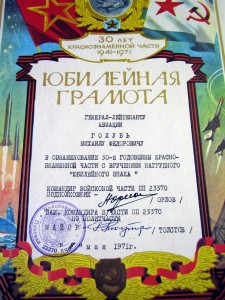 30 ЛЕТ
КРАСНОЗНАМЕННОЙ ЧАСТИ
1941-1971
ЮБИЛЕЙНАЯ
ГРАМОТА
ГЕНЕРАЛ-ЛЕЙТЕНАНТУ
АВИАЦИИ
ГОЛУБЬ
МИХАИЛУ ФЕДОРОВИЧУ
В ОЗНАМЕНОВАНИИ 30-й ГОДОВЩИНЫ КРАСНО-
ЗНАМЕННОЙ ЧАСТИ С ВРУЧЕНИЕМ НАГРУДНОГО
"ЮБИЛЕЙНОГО ЗНАКА"
КОМАНДИР ВОЙСКОВОЙ ЧАСТИ ПП 23370
ПОДПОЛКОВНИК - /ОРЛОВ/
ЗАМ. КОМАНДИРА В/ЧАСТИ ПП 23370
ПО ПОЛИТЧАСТИ
МАЙОР - /ТОЛСТОВ/
май 1971г.